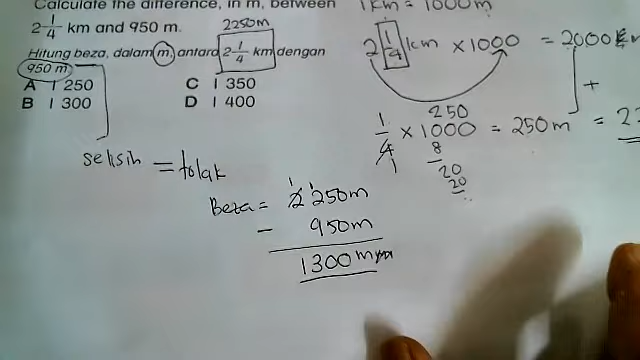 Calculate the difference, in m, between
2 1/4 km and 950 m.
2250m
Hitung beza, dalam m, antara 2 1/4 km dengan
950 m.
A 1 250
B 1 300
C 1 350
D 1 400
selisih = tolak
Beza = 2250m
- 950m
1300m
1km = 1000m
2 1/4 km × 1000 = 2000
+
250
1/4 × 1000 = 250m =
1
8
20
20